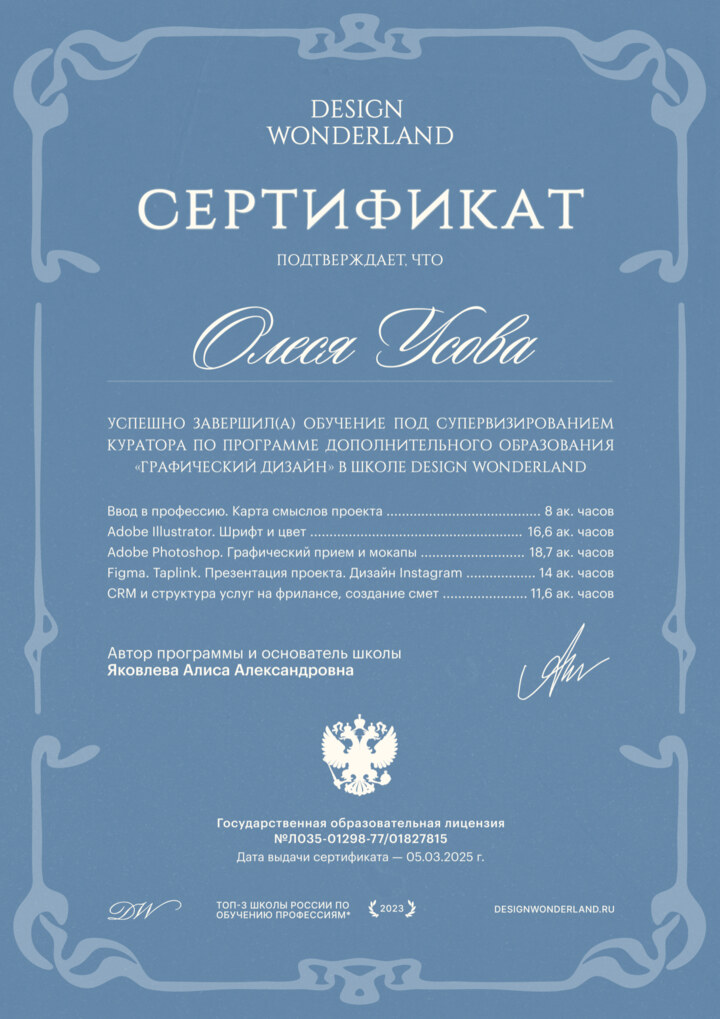 DESIGN
WONDERLAND
СЕРТИФИКАТ
ПОДТВЕРЖДАЕТ, ЧТО
Олеся Усова
УСПЕШНО ЗАВЕРШИЛ(А) ОБУЧЕНИЕ ПОД СУПЕРВИЗИРОВАНИЕМ
КУРАТОРА ПО ПРОГРАММЕ ДОПОЛНИТЕЛЬНОГО ОБРАЗОВАНИЯ
«ГРАФИЧЕСКИЙ ДИЗАЙН» В ШКОЛЕ DESIGN WONDERLAND
Ввод в профессию. Карта смыслов проекта ........................................ 8 ак. часов
Adobe Illustrator. Шрифт и цвет ....................................................... 16,6 ак. часов
Adobe Photoshop. Графический прием и мокапы ........................... 18,7 ак. часов
Figma. Taplink. Презентация проекта. Дизайн Instagram .................. 14 ак. часов
CRM и структура услуг на фрилансе, создание смет ...................... 11,6 ак. часов
Автор программы и основатель школы
Яковлева Алиса Александровна
Государственная образовательная лицензия
№Л035-01298-77/01827815
Дата выдачи сертификата — 05.03.2025 г.
DW
ТОП-3 ШКОЛЫ РОССИИ ПО
ОБУЧЕНИЮ ПРОФЕССИЯМ*
2023
DESIGNWONDERLAND.RU